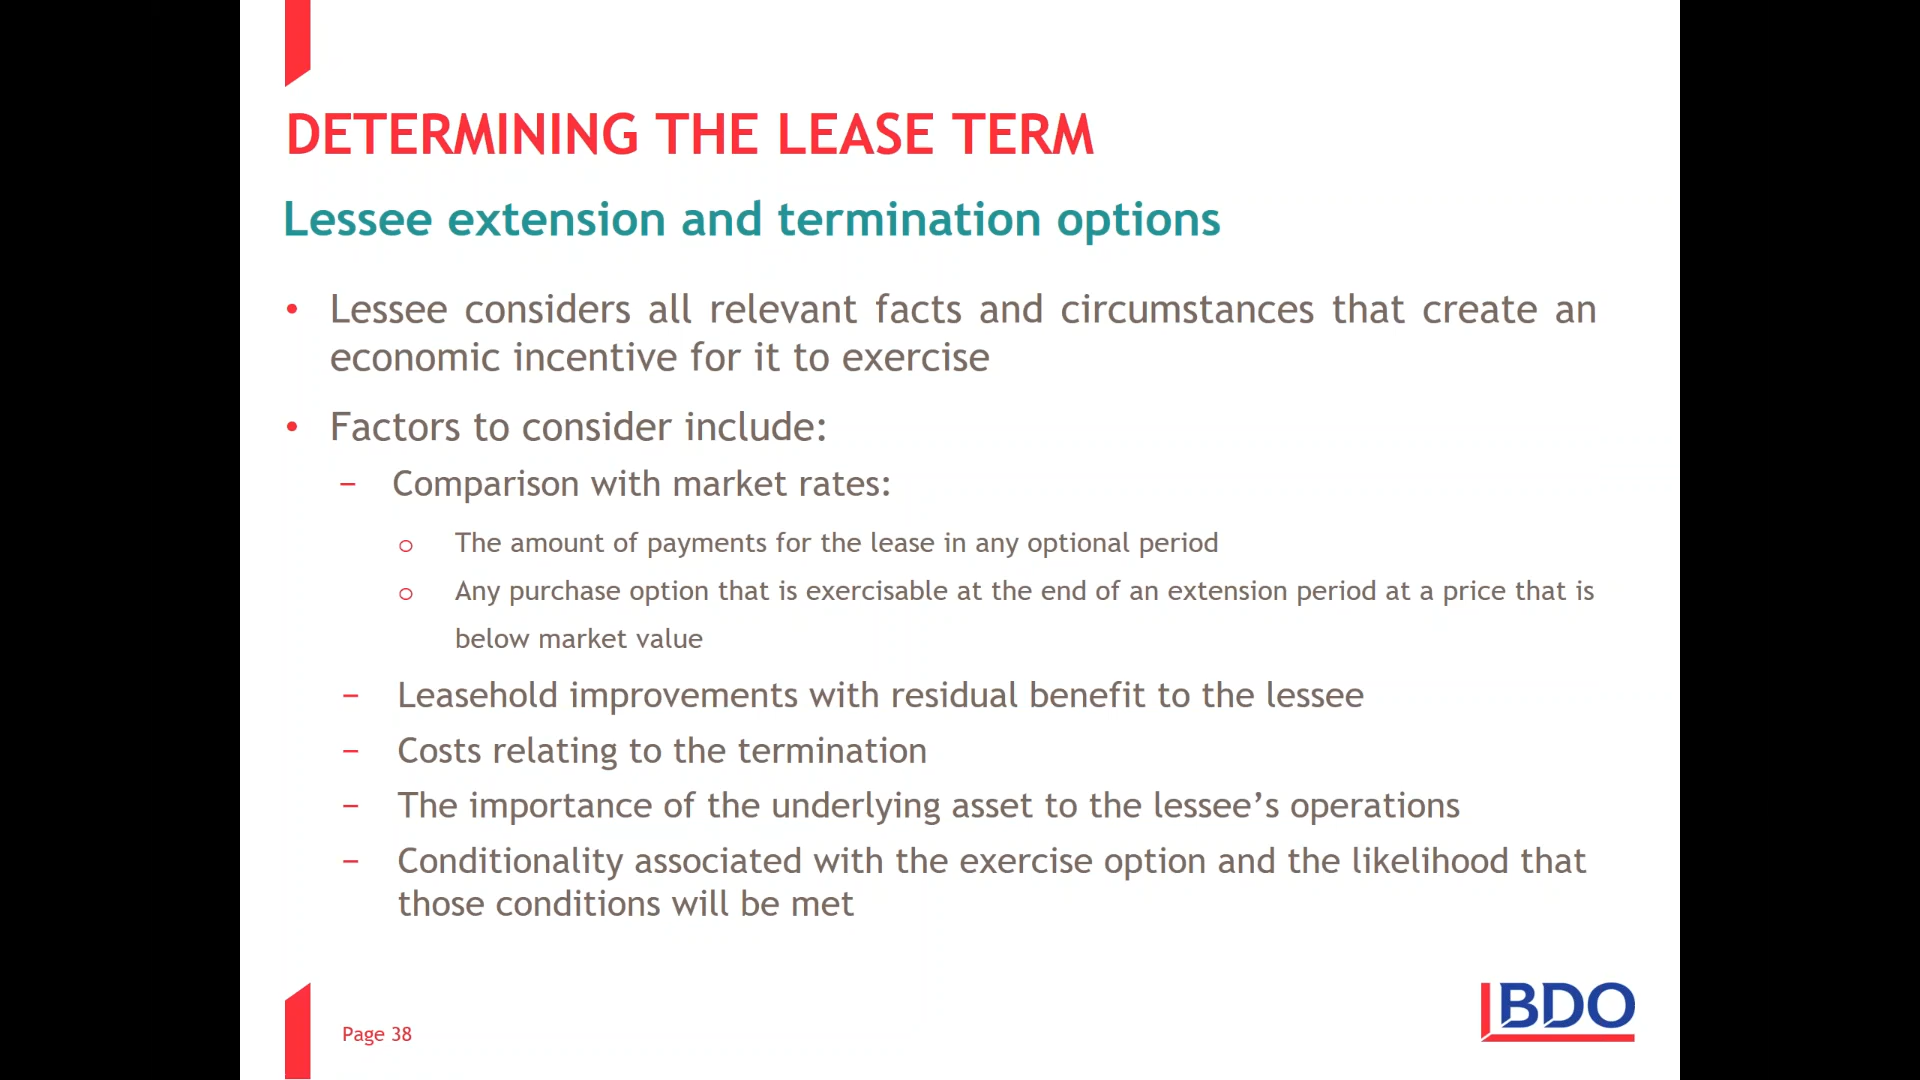 DETERMINING THE LEASE TERM
Lessee extension and termination options
• Lessee considers all relevant facts and circumstances that create an
economic incentive for it to exercise
• Factors to consider include:
– Comparison with market rates:
o The amount of payments for the lease in any optional period
o Any purchase option that is exercisable at the end of an extension period at a price that is
below market value
– Leasehold improvements with residual benefit to the lessee
– Costs relating to the termination
– The importance of the underlying asset to the lessee’s operations
– Conditionality associated with the exercise option and the likelihood that
those conditions will be met
Page 38
BDO